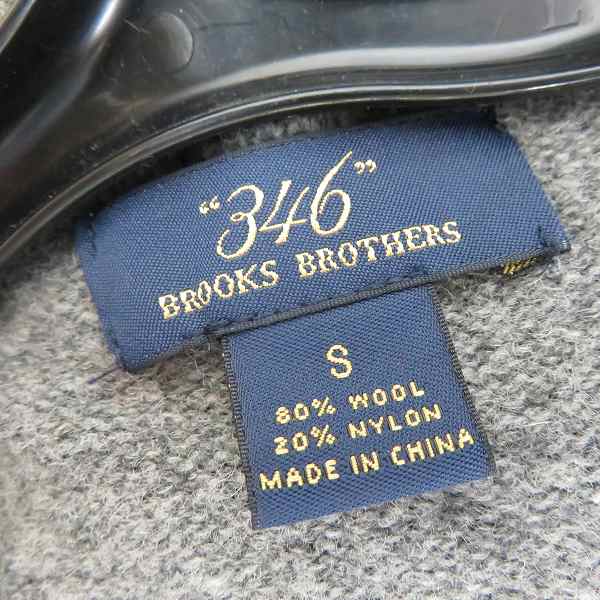 “346”
BROOKS BROTHERS
S
80% WOOL
20% NYLON
MADE IN CHINA